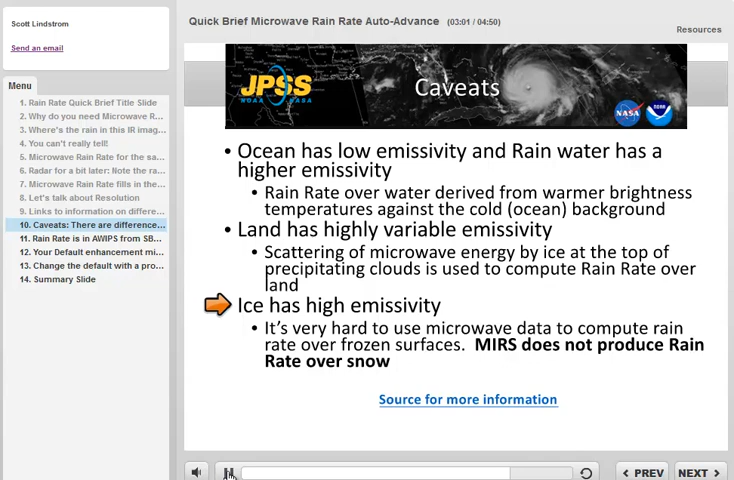 Scott Lindstrom
Send an email
Quick Brief Microwave Rain Rate Auto-Advance (03:01 / 04:50)
Resources
Menu
1. Rain Rate Quick Brief Title Slide
2. Why do you need Microwave R...
3. Where's the rain in this IR imag...
4. You can't really tell!
5. Microwave Rain Rate for the sa...
6. Radar for a bit later: Note the ra...
7. Microwave Rain Rate fills in the...
8. Let's talk about Resolution
9. Links to information on differe...
10. Caveats: There are difference...
11. Rain Rate is in AWIPS from SB...
12. Your Default enhancement mi...
13. Change the default with a pro...
14. Summary Slide
JPSS
NOAA NASA
Caveats
NASA
NOAA
• Ocean has low emissivity and Rain water has a
higher emissivity
• Rain Rate over water derived from warmer brightness
temperatures against the cold (ocean) background
• Land has highly variable emissivity
• Scattering of microwave energy by ice at the top of
precipitating clouds is used to compute Rain Rate over
land
Ice has high emissivity
• It's very hard to use microwave data to compute rain
rate over frozen surfaces. MIRS does not produce Rain
Rate over snow
Source for more information
< PREV
NEXT >